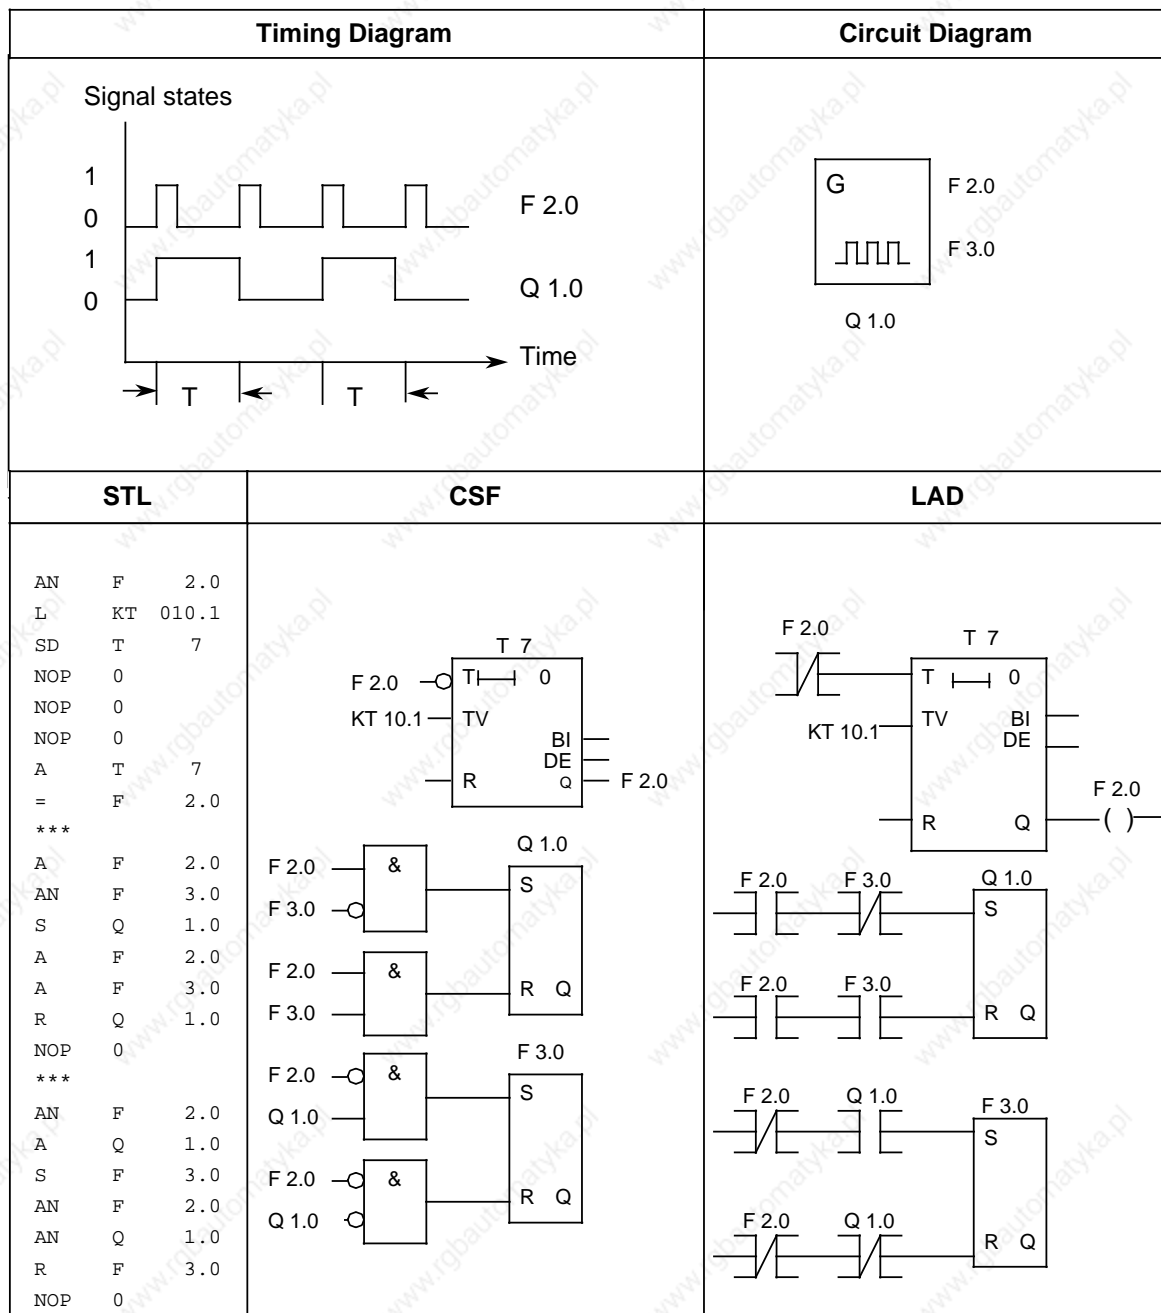 Timing Diagram
Circuit Diagram
Signal states
1
0
F 2.0
1
0
Q 1.0
Time
T
T
G
F 2.0
F 3.0
Q 1.0
STL
CSF
LAD
AN F 2.0
L KT 010.1
SD T 7
NOP 0
NOP 0
NOP 0
A T 7
= F 2.0
***
A F 2.0
AN F 3.0
S Q 1.0
A F 2.0
A F 3.0
R Q 1.0
NOP 0
***
AN F 2.0
A Q 1.0
S F 3.0
AN F 2.0
AN Q 1.0
R F 3.0
NOP 0
T 7
F 2.0 T 0
KT 10.1 TV
BI
DE
R Q F 2.0
Q 1.0
F 2.0 & S
F 3.0
F 2.0 & R Q
F 3.0
F 3.0
F 2.0 & S
Q 1.0
F 2.0 & R Q
Q 1.0
F 2.0
T 7
T 0
KT 10.1 TV BI
DE
F 2.0
R Q ( )
F 2.0 F 3.0 Q 1.0
S
F 2.0 F 3.0
R Q
F 2.0 Q 1.0 F 3.0
S
F 2.0 Q 1.0
R Q
www.rgbautomatyka.pl